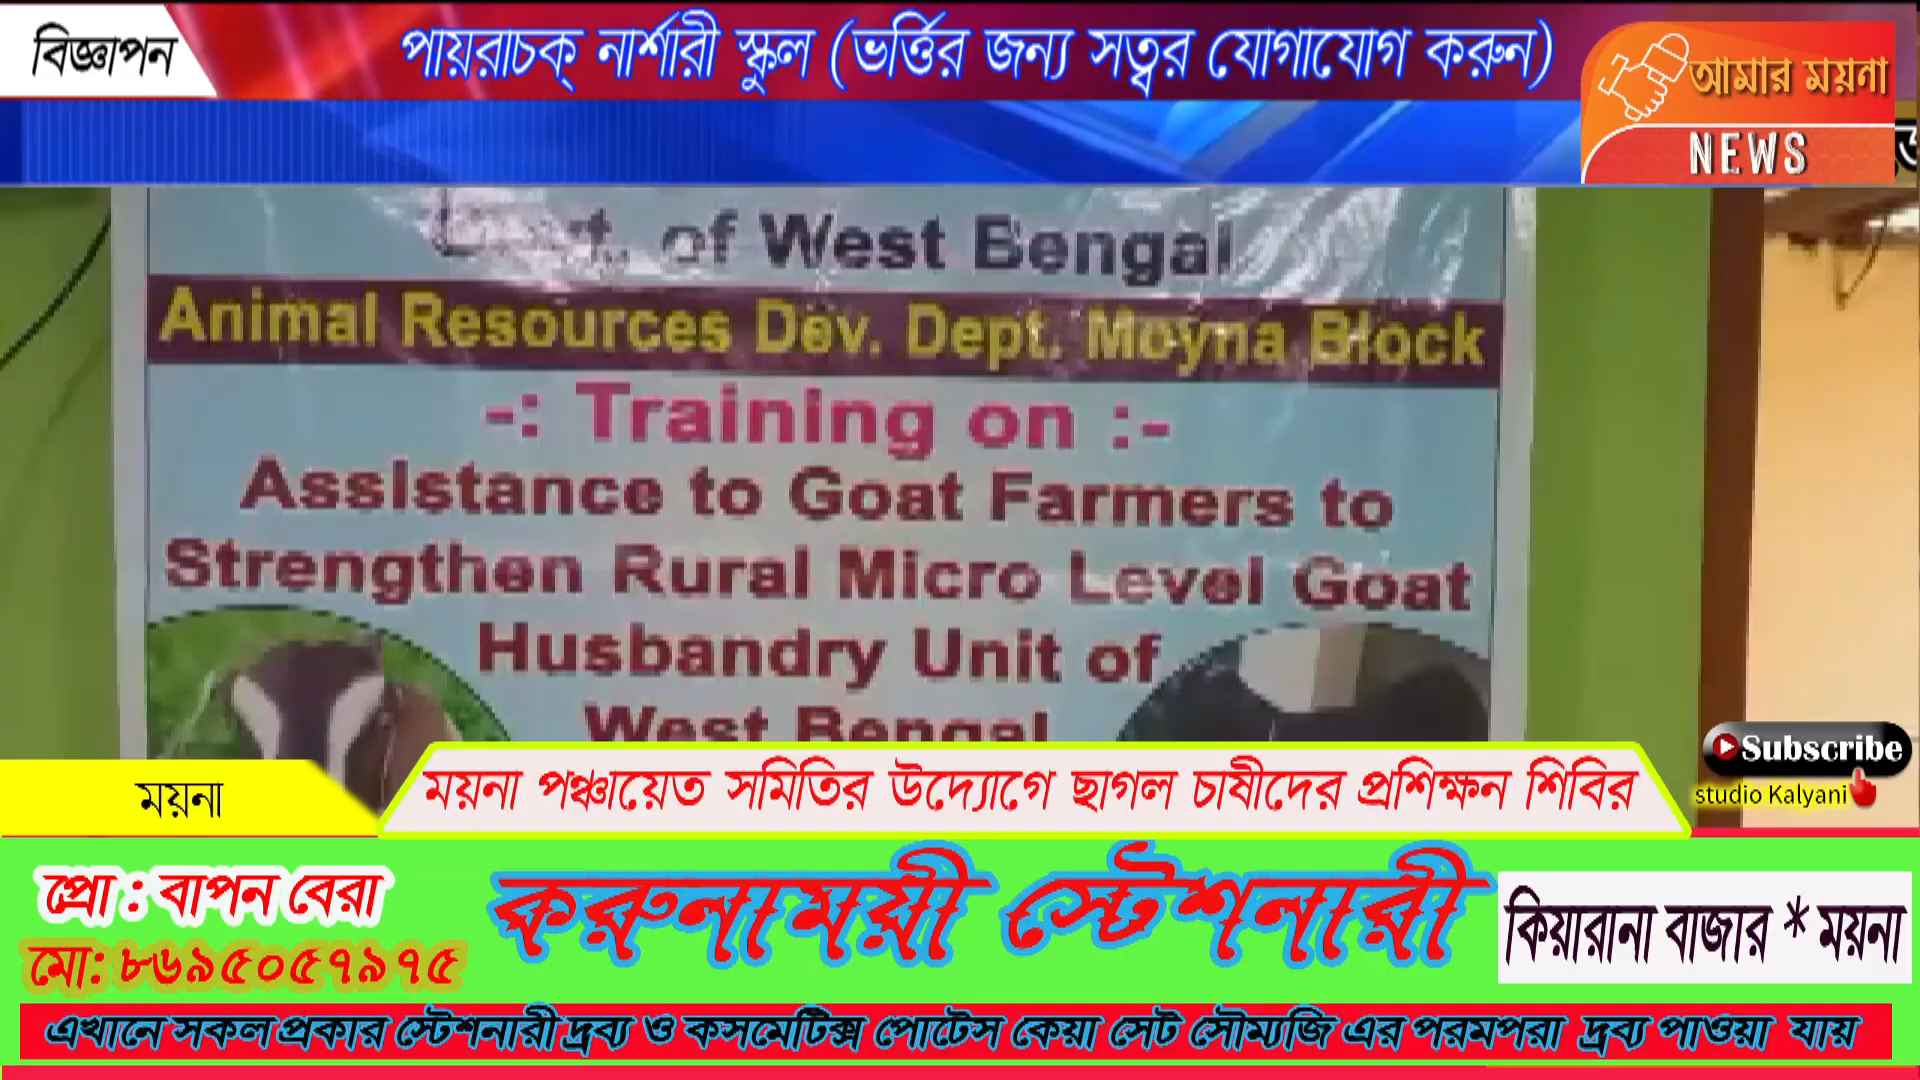 বিজ্ঞাপন
পায়রাচক্ নার্শারী স্কুল (ভর্ত্তির জন্য সত্বর যোগাযোগ করুন)
আমার ময়না
NEWS
of West Bengal
Animal Resources Dev. Dept. Moyna Block
-: Training on :-
Assistance to Goat Farmers to
Strengthen Rural Micro Level Goat
Husbandry Unit of
West Bengal
Subscribe
studio Kalyani
ময়না
ময়না পঞ্চায়েত সমিতির উদ্যোগে ছাগল চাষীদের প্রশিক্ষন শিবির
প্রো : বাপন বেরা
মো: ৮৬৯৫০৫৭৯৭৫
করুনাময়ী স্টেশনারী
কিয়ারানা বাজার * ময়না
এখানে সকল প্রকার স্টেশনারী দ্রব্য ও কসমেটিক্স পোটেস কেয়া সেট সৌম্যজি এর পরমপরা দ্রব্য পাওয়া যায়